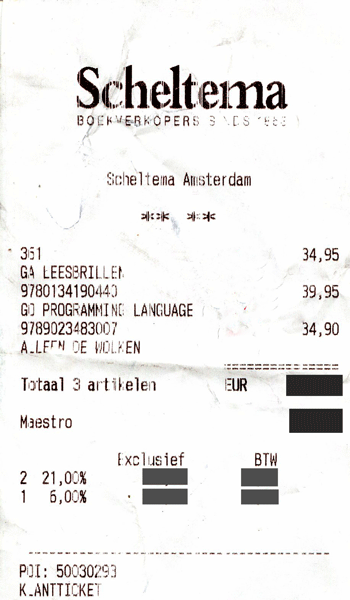 Scheltema
BOEKVERKOPERS SINDS 1853
Scheltema Amsterdam
** **
361 34,95
GA LEESBRILLEN
9780134190440 39,95
GO PROGRAMMING LANGUAGE
9789023483007 34,90
ALLEEN DE WOLKEN
Totaal 3 artikelen EUR
Maestro
Exclusief BTW
2 21,00%
1 6,00%
POI: 50030293
KLANTTICKET